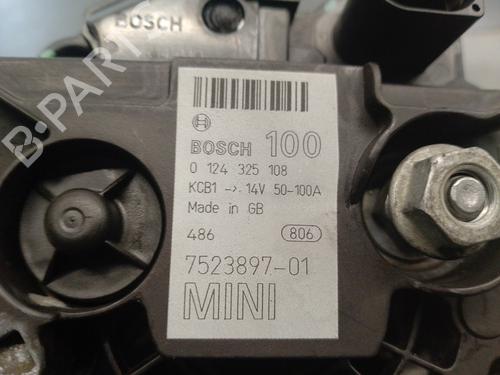 BOSCH
BOSCH 100
0 124 325 108
KCB1 --> 14V 50-100A
Made in GB
486 806
7523897-01
MINI
B-PARTS